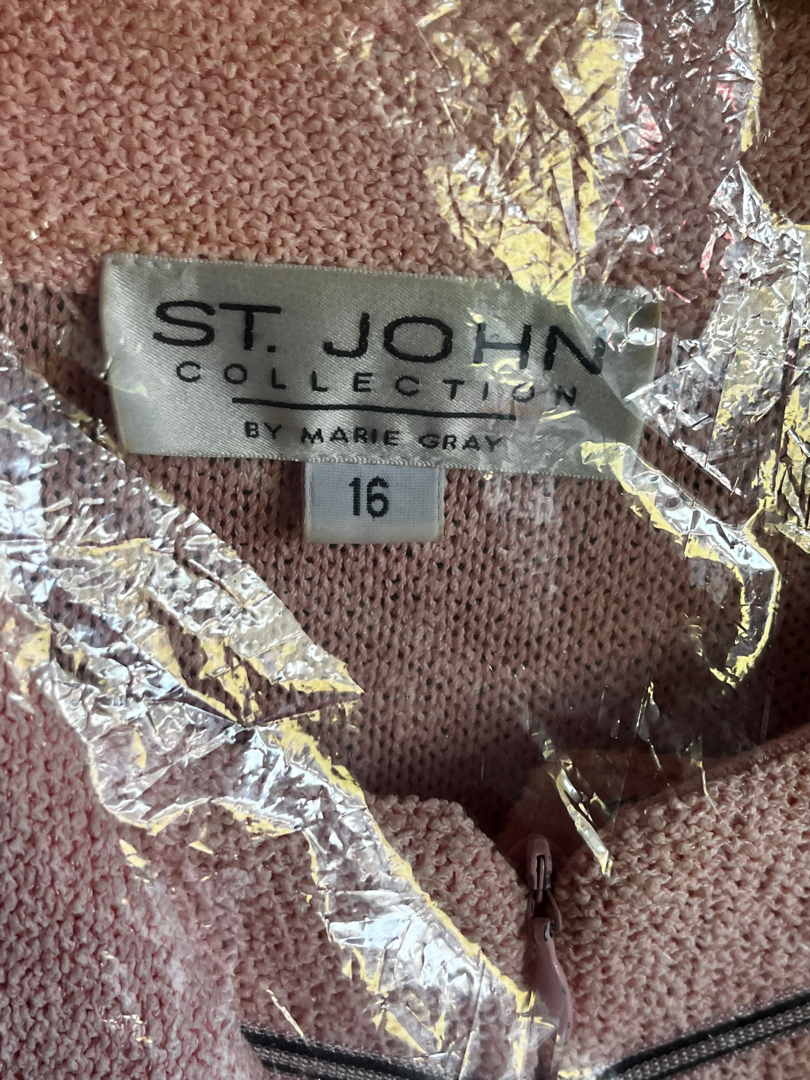 ST. JOHN
COLLECTION
BY MARIE GRAY
16